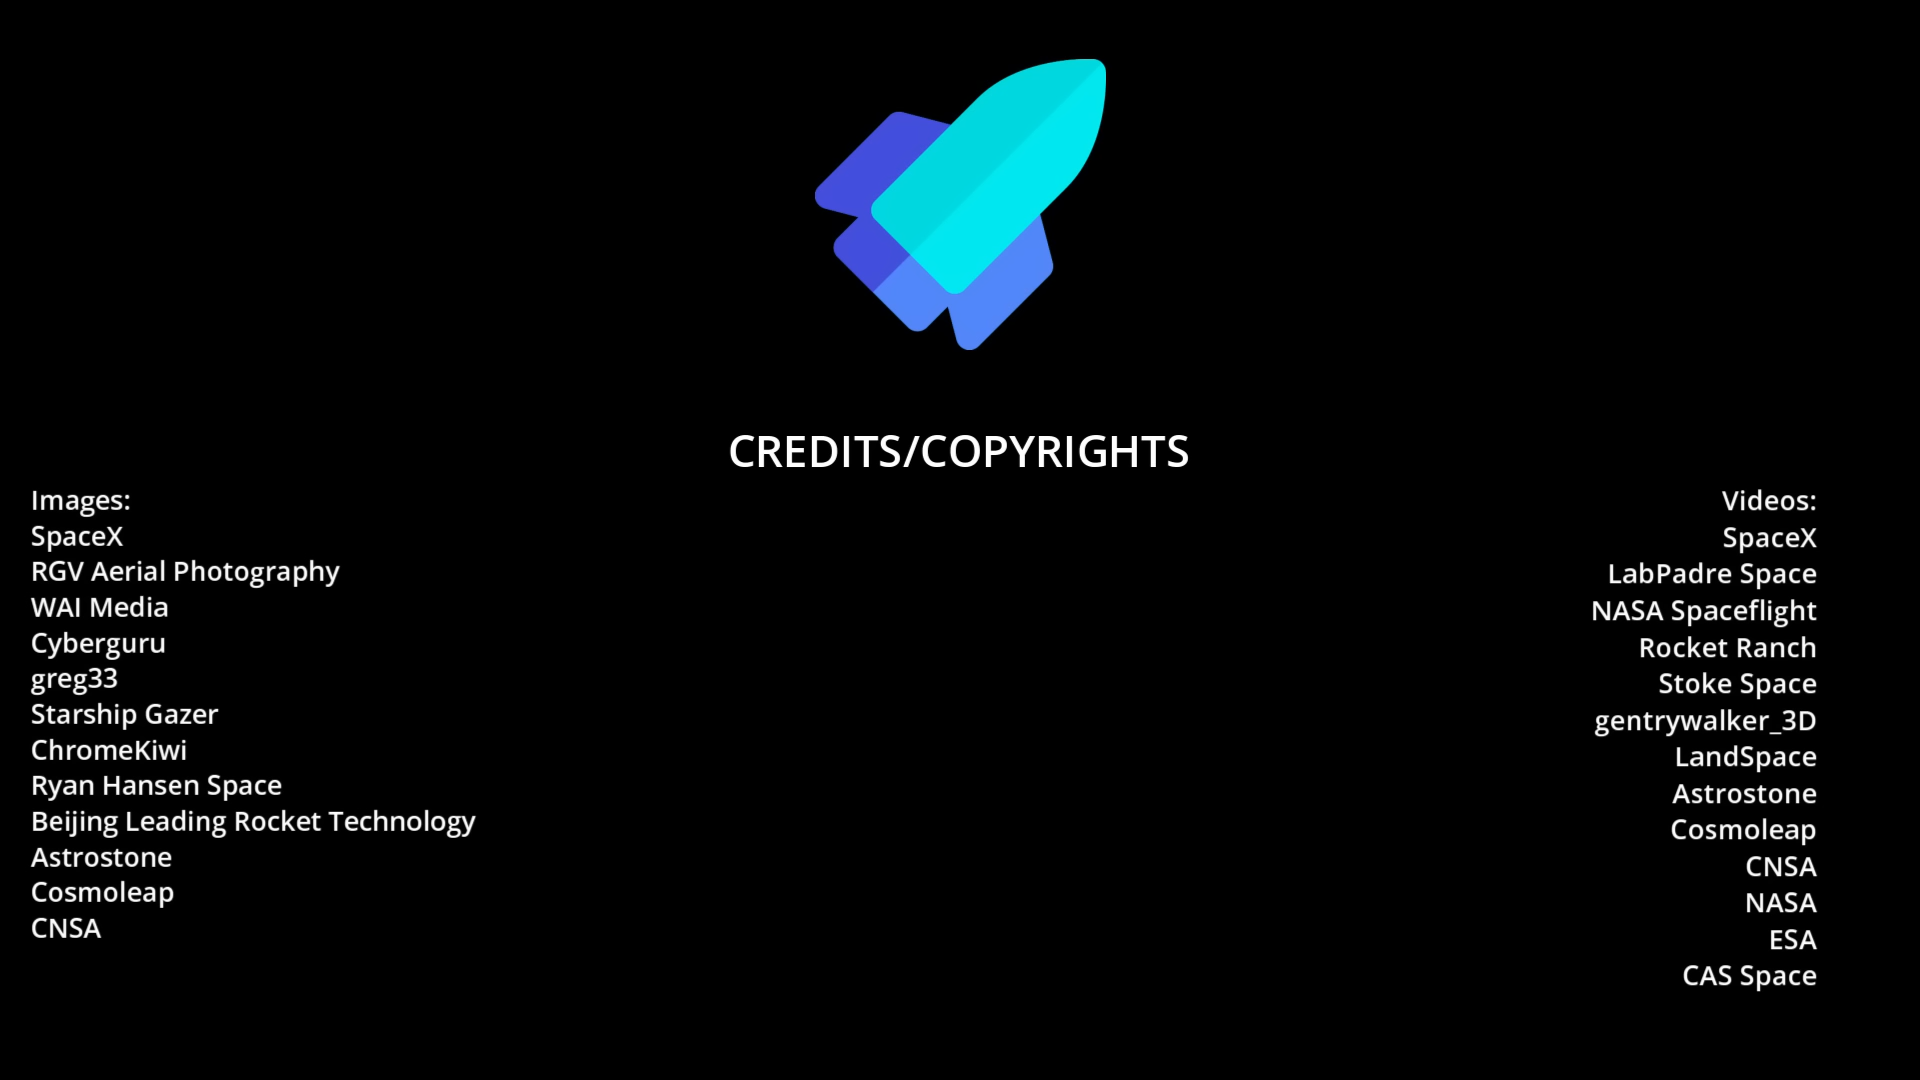 CREDITS/COPYRIGHTS
Images:
SpaceX
RGV Aerial Photography
WAI Media
Cyberguru
greg33
Starship Gazer
ChromeKiwi
Ryan Hansen Space
Beijing Leading Rocket Technology
Astrostone
Cosmoleap
CNSA
Videos:
SpaceX
LabPadre Space
NASA Spaceflight
Rocket Ranch
Stoke Space
gentrywalker_3D
LandSpace
Astrostone
Cosmoleap
CNSA
NASA
ESA
CAS Space